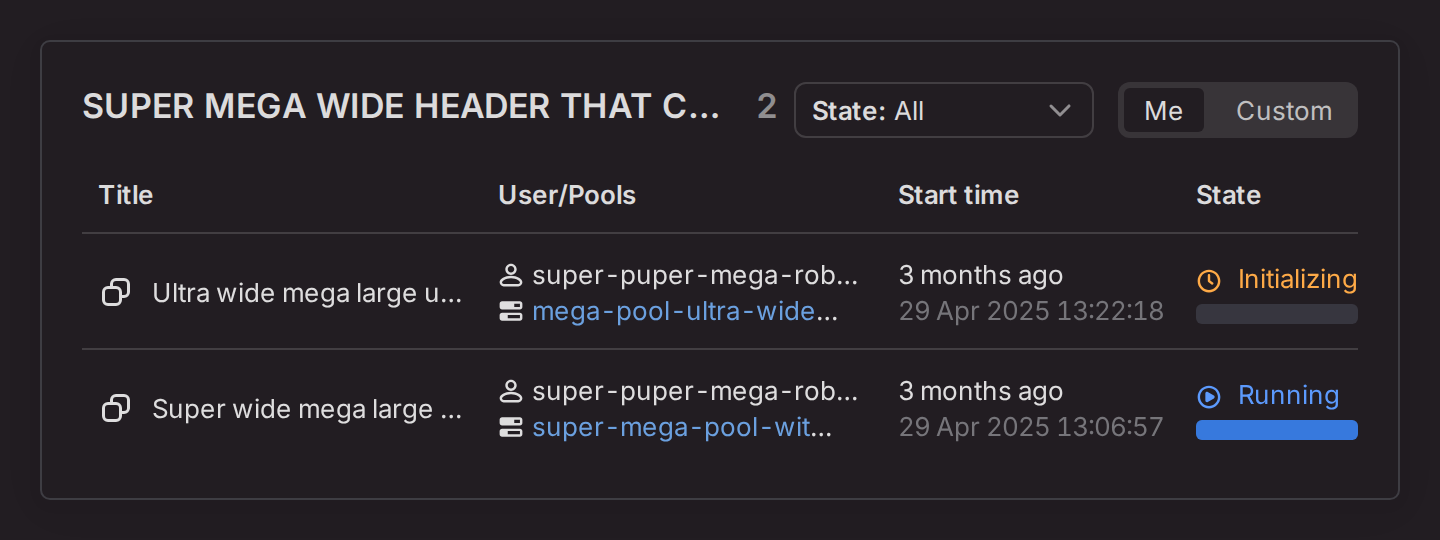 SUPER MEGA WIDE HEADER THAT C... 2 State: All Me Custom
Title User/Pools Start time State
Ultra wide mega large u... super-puper-mega-rob... 3 months ago Initializing
mega-pool-ultra-wide... 29 Apr 2025 13:22:18
Super wide mega large ... super-puper-mega-rob... 3 months ago Running
super-mega-pool-wit... 29 Apr 2025 13:06:57